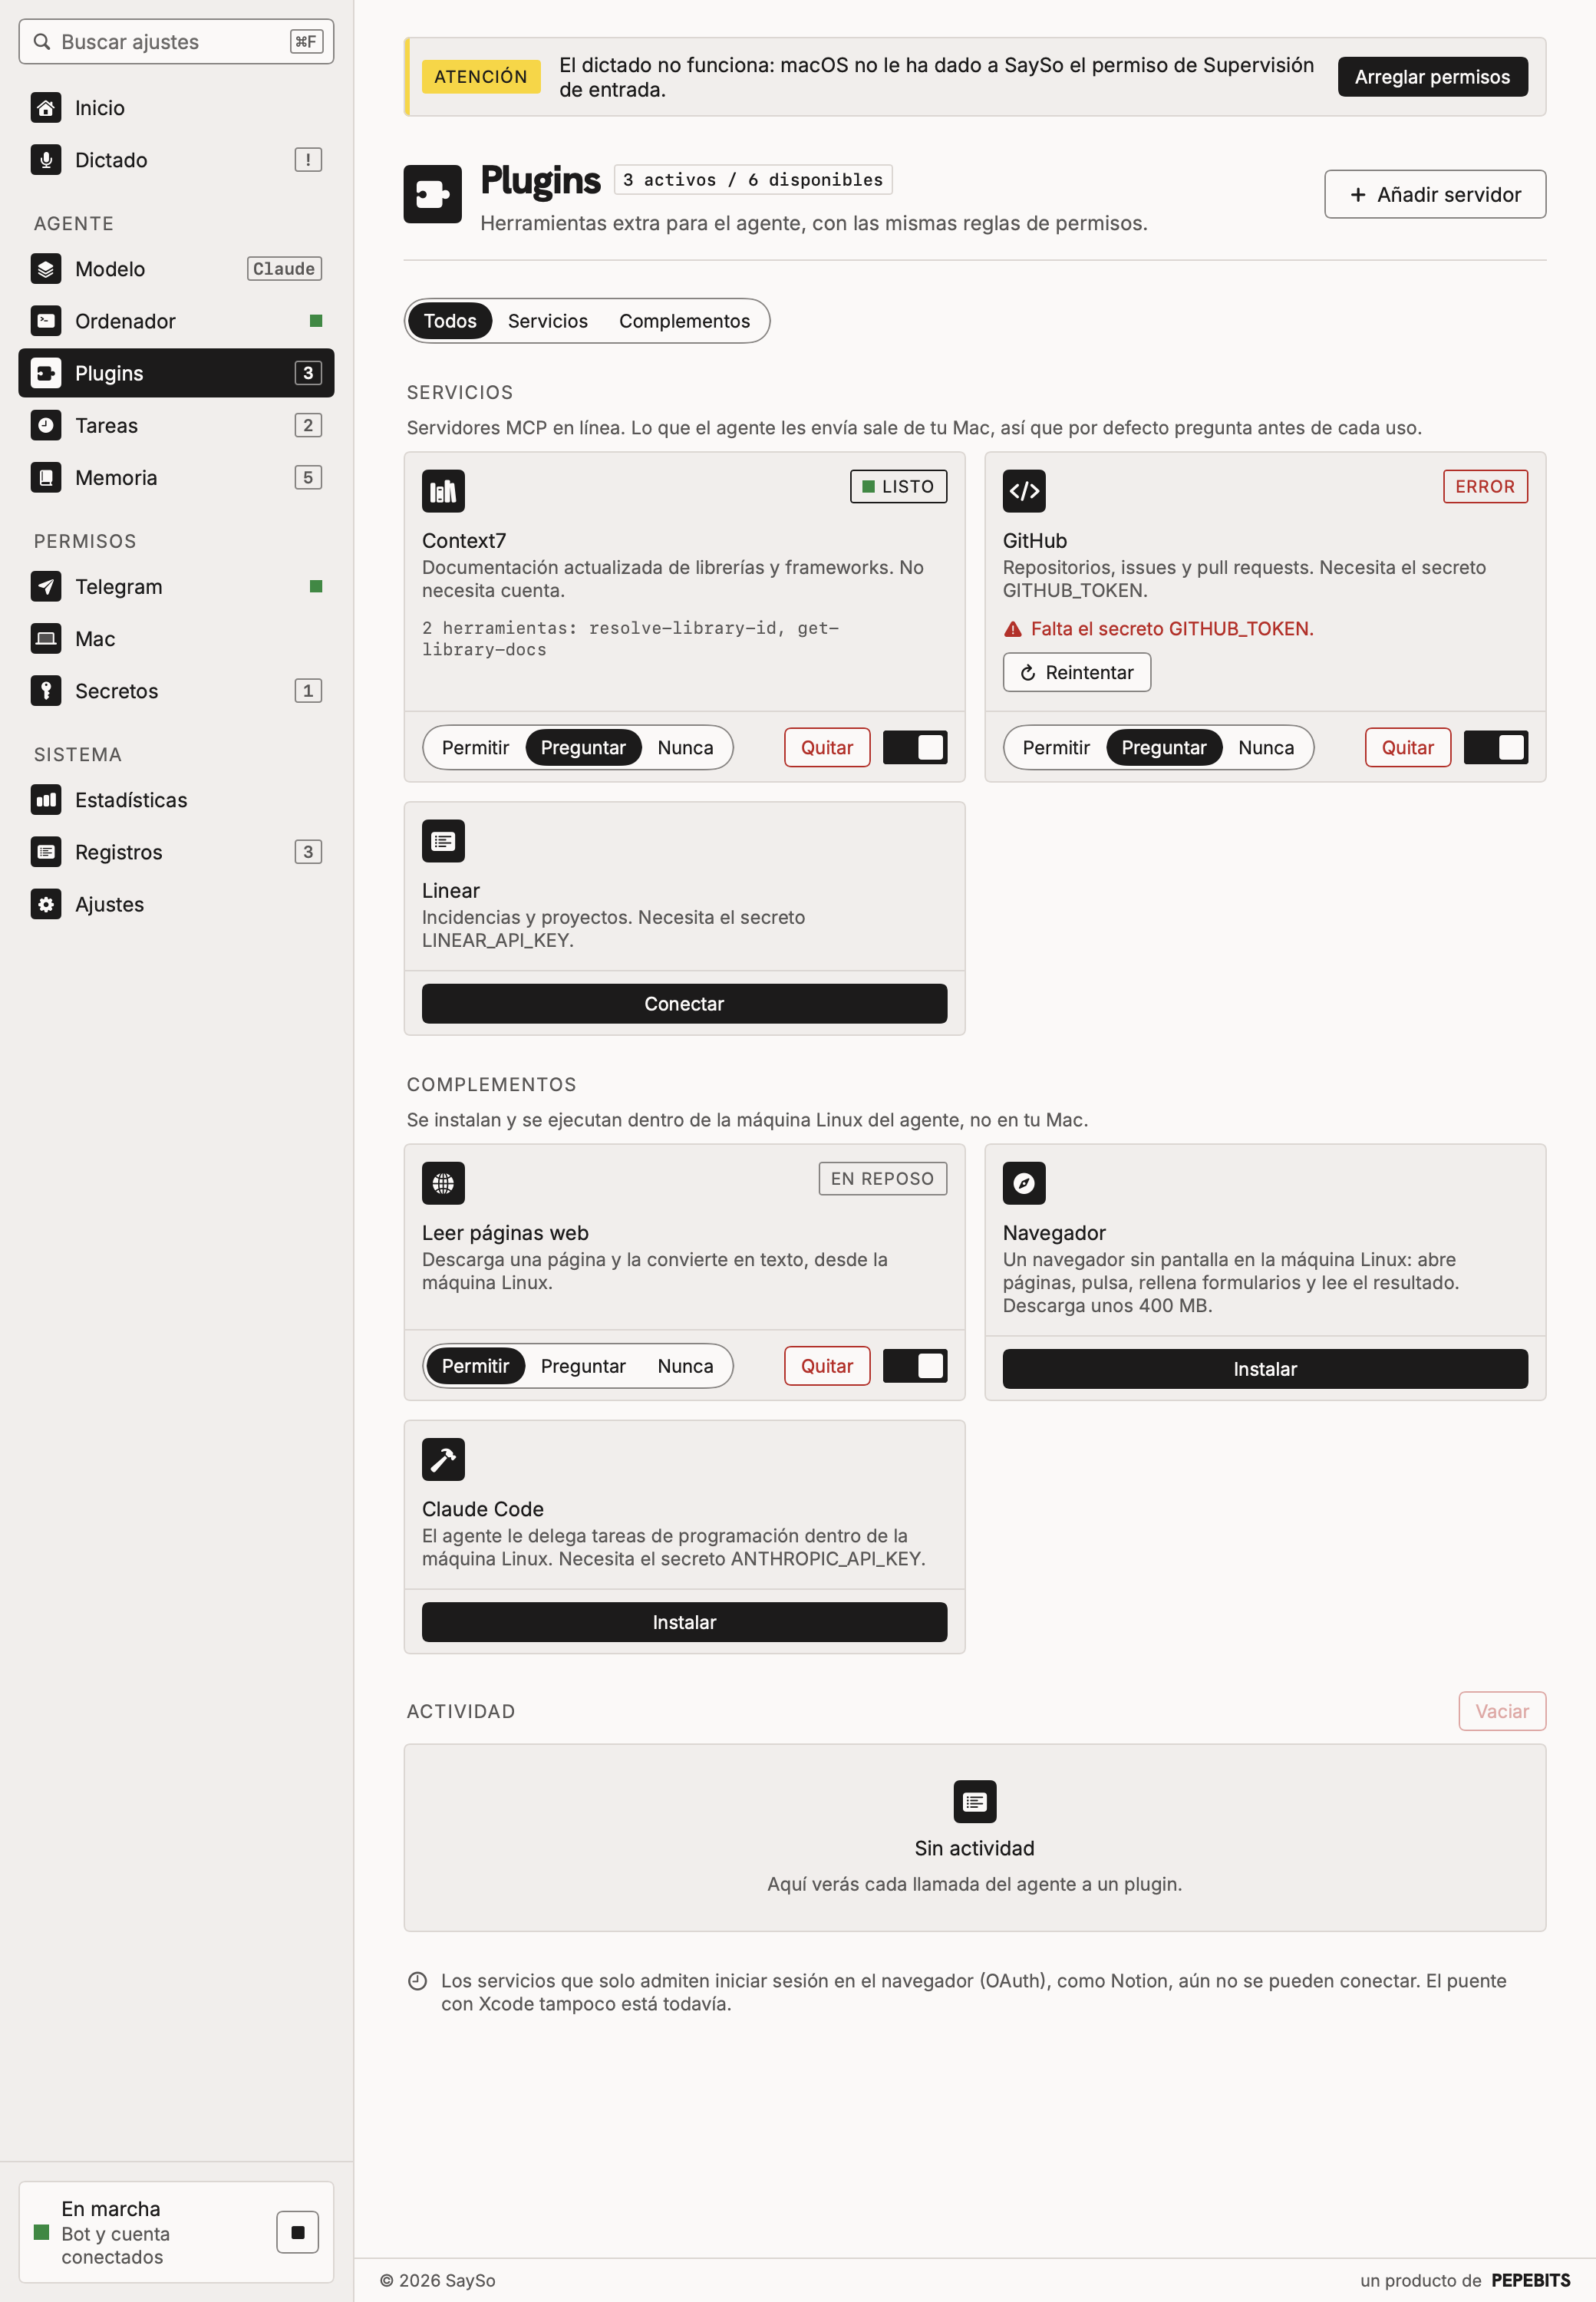 Buscar ajustes ⌘F
Inicio
Dictado !
AGENTE
Modelo Claude
Ordenador
Plugins 3
Tareas 2
Memoria 5
PERMISOS
Telegram
Mac
Secretos 1
SISTEMA
Estadísticas
Registros 3
Ajustes
En marcha
Bot y cuenta
conectados
ATENCIÓN
El dictado no funciona: macOS no le ha dado a SaySo el permiso de Supervisión
de entrada.
Arreglar permisos
Plugins 3 activos / 6 disponibles
Herramientas extra para el agente, con las mismas reglas de permisos.
+ Añadir servidor
Todos Servicios Complementos
SERVICIOS
Servidores MCP en línea. Lo que el agente les envía sale de tu Mac, así que por defecto pregunta antes de cada uso.
LISTO
Context7
Documentación actualizada de librerías y frameworks. No
necesita cuenta.
2 herramientas: resolve-library-id, get-
library-docs
Permitir Preguntar Nunca Quitar
</> ERROR
GitHub
Repositorios, issues y pull requests. Necesita el secreto
GITHUB_TOKEN.
Falta el secreto GITHUB_TOKEN.
Reintentar
Permitir Preguntar Nunca Quitar
Linear
Incidencias y proyectos. Necesita el secreto
LINEAR_API_KEY.
Conectar
COMPLEMENTOS
Se instalan y se ejecutan dentro de la máquina Linux del agente, no en tu Mac.
EN REPOSO
Leer páginas web
Descarga una página y la convierte en texto, desde la
máquina Linux.
Permitir Preguntar Nunca Quitar
Navegador
Un navegador sin pantalla en la máquina Linux: abre
páginas, pulsa, rellena formularios y lee el resultado.
Descarga unos 400 MB.
Instalar
Claude Code
El agente le delega tareas de programación dentro de la
máquina Linux. Necesita el secreto ANTHROPIC_API_KEY.
Instalar
ACTIVIDAD
Vaciar
Sin actividad
Aquí verás cada llamada del agente a un plugin.
Los servicios que solo admiten iniciar sesión en el navegador (OAuth), como Notion, aún no se pueden conectar. El puente
con Xcode tampoco está todavía.
© 2026 SaySo
un producto de PEPEBITS